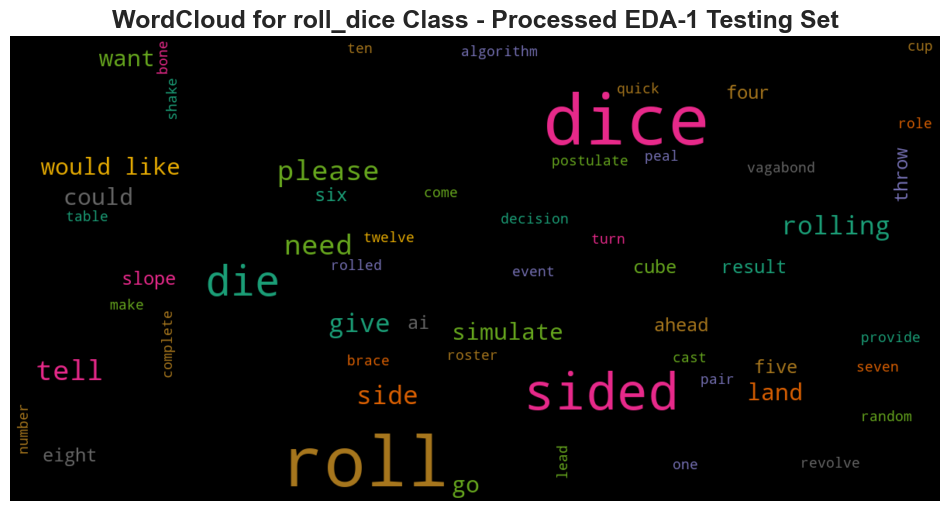 WordCloud for roll_dice Class - Processed EDA-1 Testing Set
want
bone
ten
algorithm
cup
shake
quick
four
dice
role
would like
please
postulate
peal
vagabond
throw
could
six
come
table
decision
rolling
need
twelve
turn
rolled
event
cube
result
slope
die
make
give
ai
simulate
ahead
provide
complete
tell
brace
roster
cast
five
seven
side
sided
pair
land
number
random
eight
roll
go
lead
one
revolve